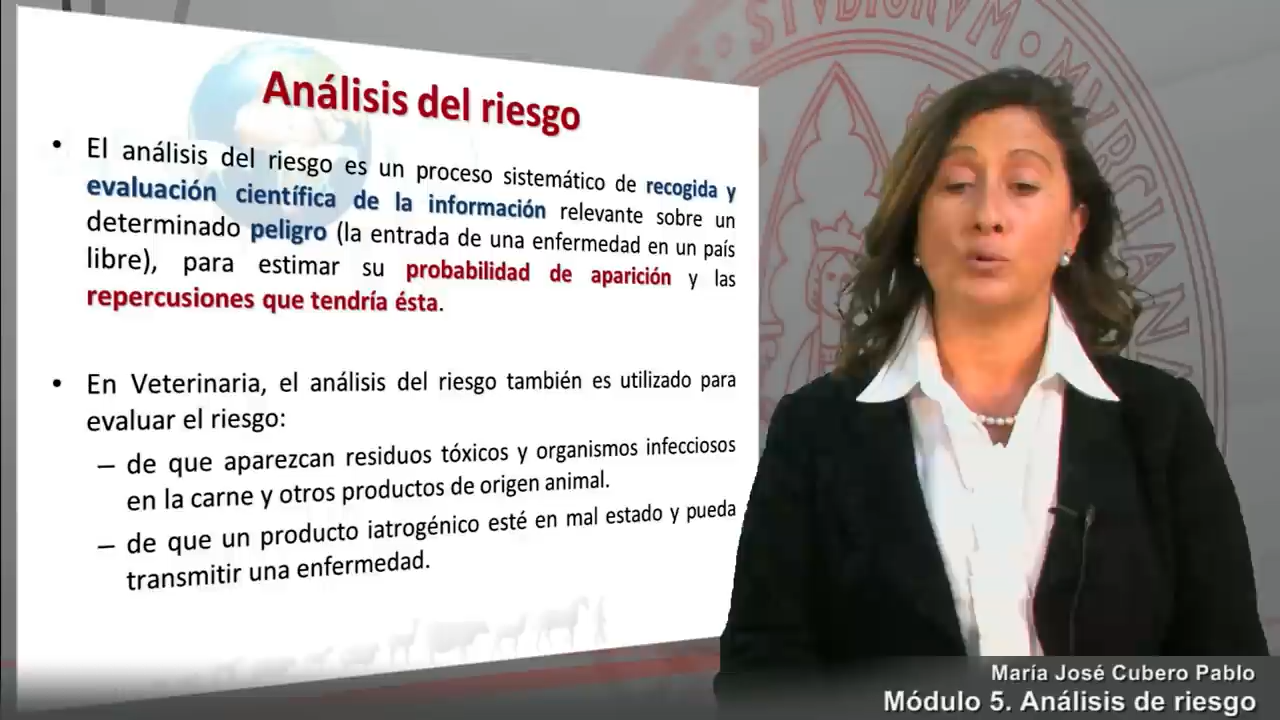 Análisis del riesgo
• El análisis del riesgo es un proceso sistemático de recogida y
evaluación científica de la información relevante sobre un
determinado peligro (la entrada de una enfermedad en un país
libre), para estimar su probabilidad de aparición y las
repercusiones que tendría ésta.
• En Veterinaria, el análisis del riesgo también es utilizado para
evaluar el riesgo:
– de que aparezcan residuos tóxicos y organismos infecciosos
en la carne y otros productos de origen animal.
– de que un producto iatrogénico esté en mal estado y pueda
transmitir una enfermedad.
STVDIORVM · MVRCIANA
María José Cubero Pablo
Módulo 5. Análisis de riesgo